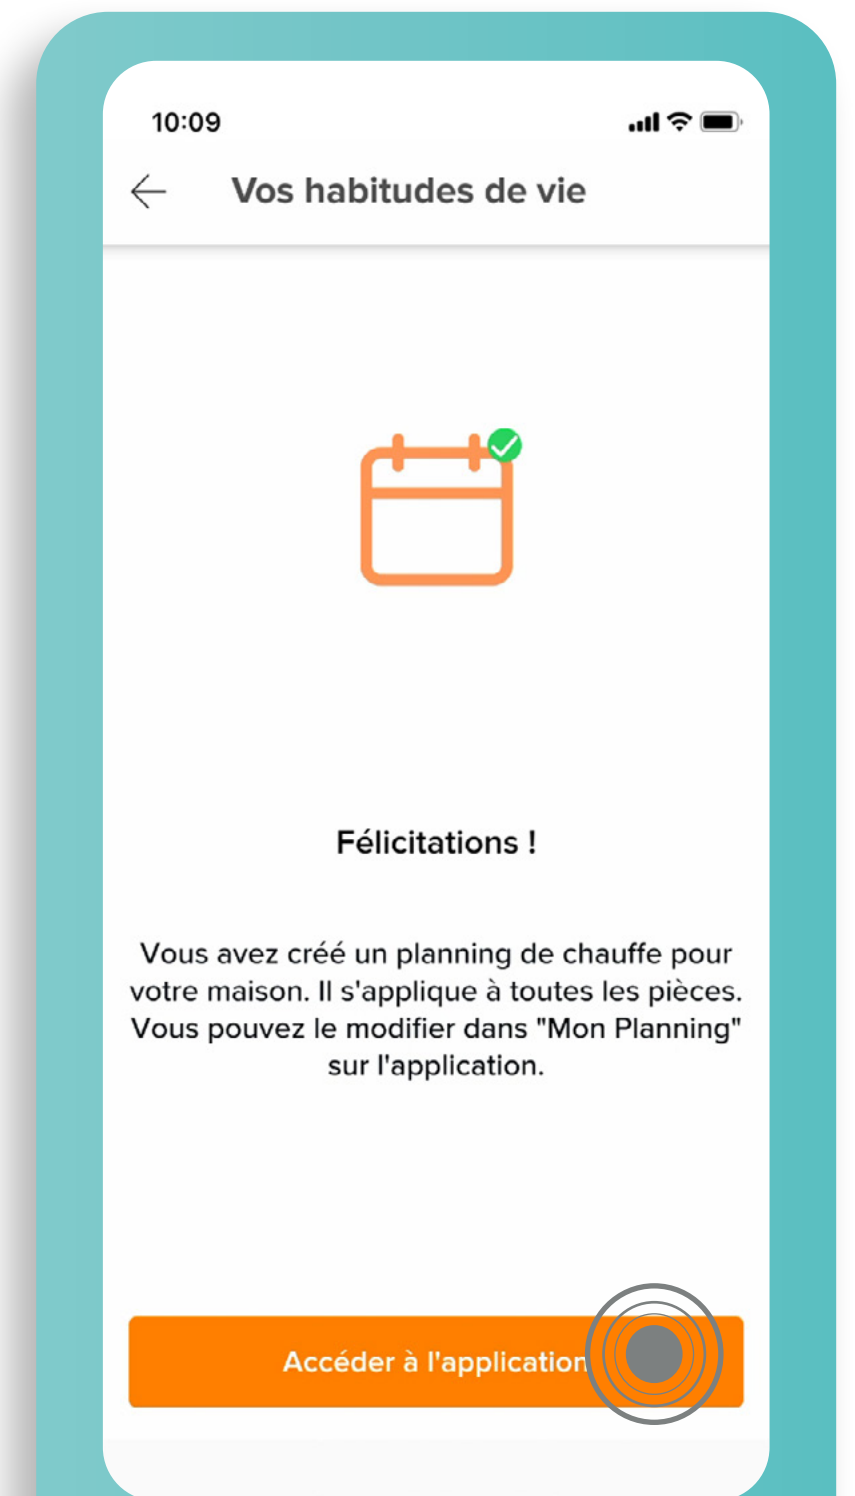 10:09
Vos habitudes de vie
Félicitations !
Vous avez créé un planning de chauffe pour
votre maison. Il s'applique à toutes les pièces.
Vous pouvez le modifier dans "Mon Planning"
sur l'application.
Accéder à l'application